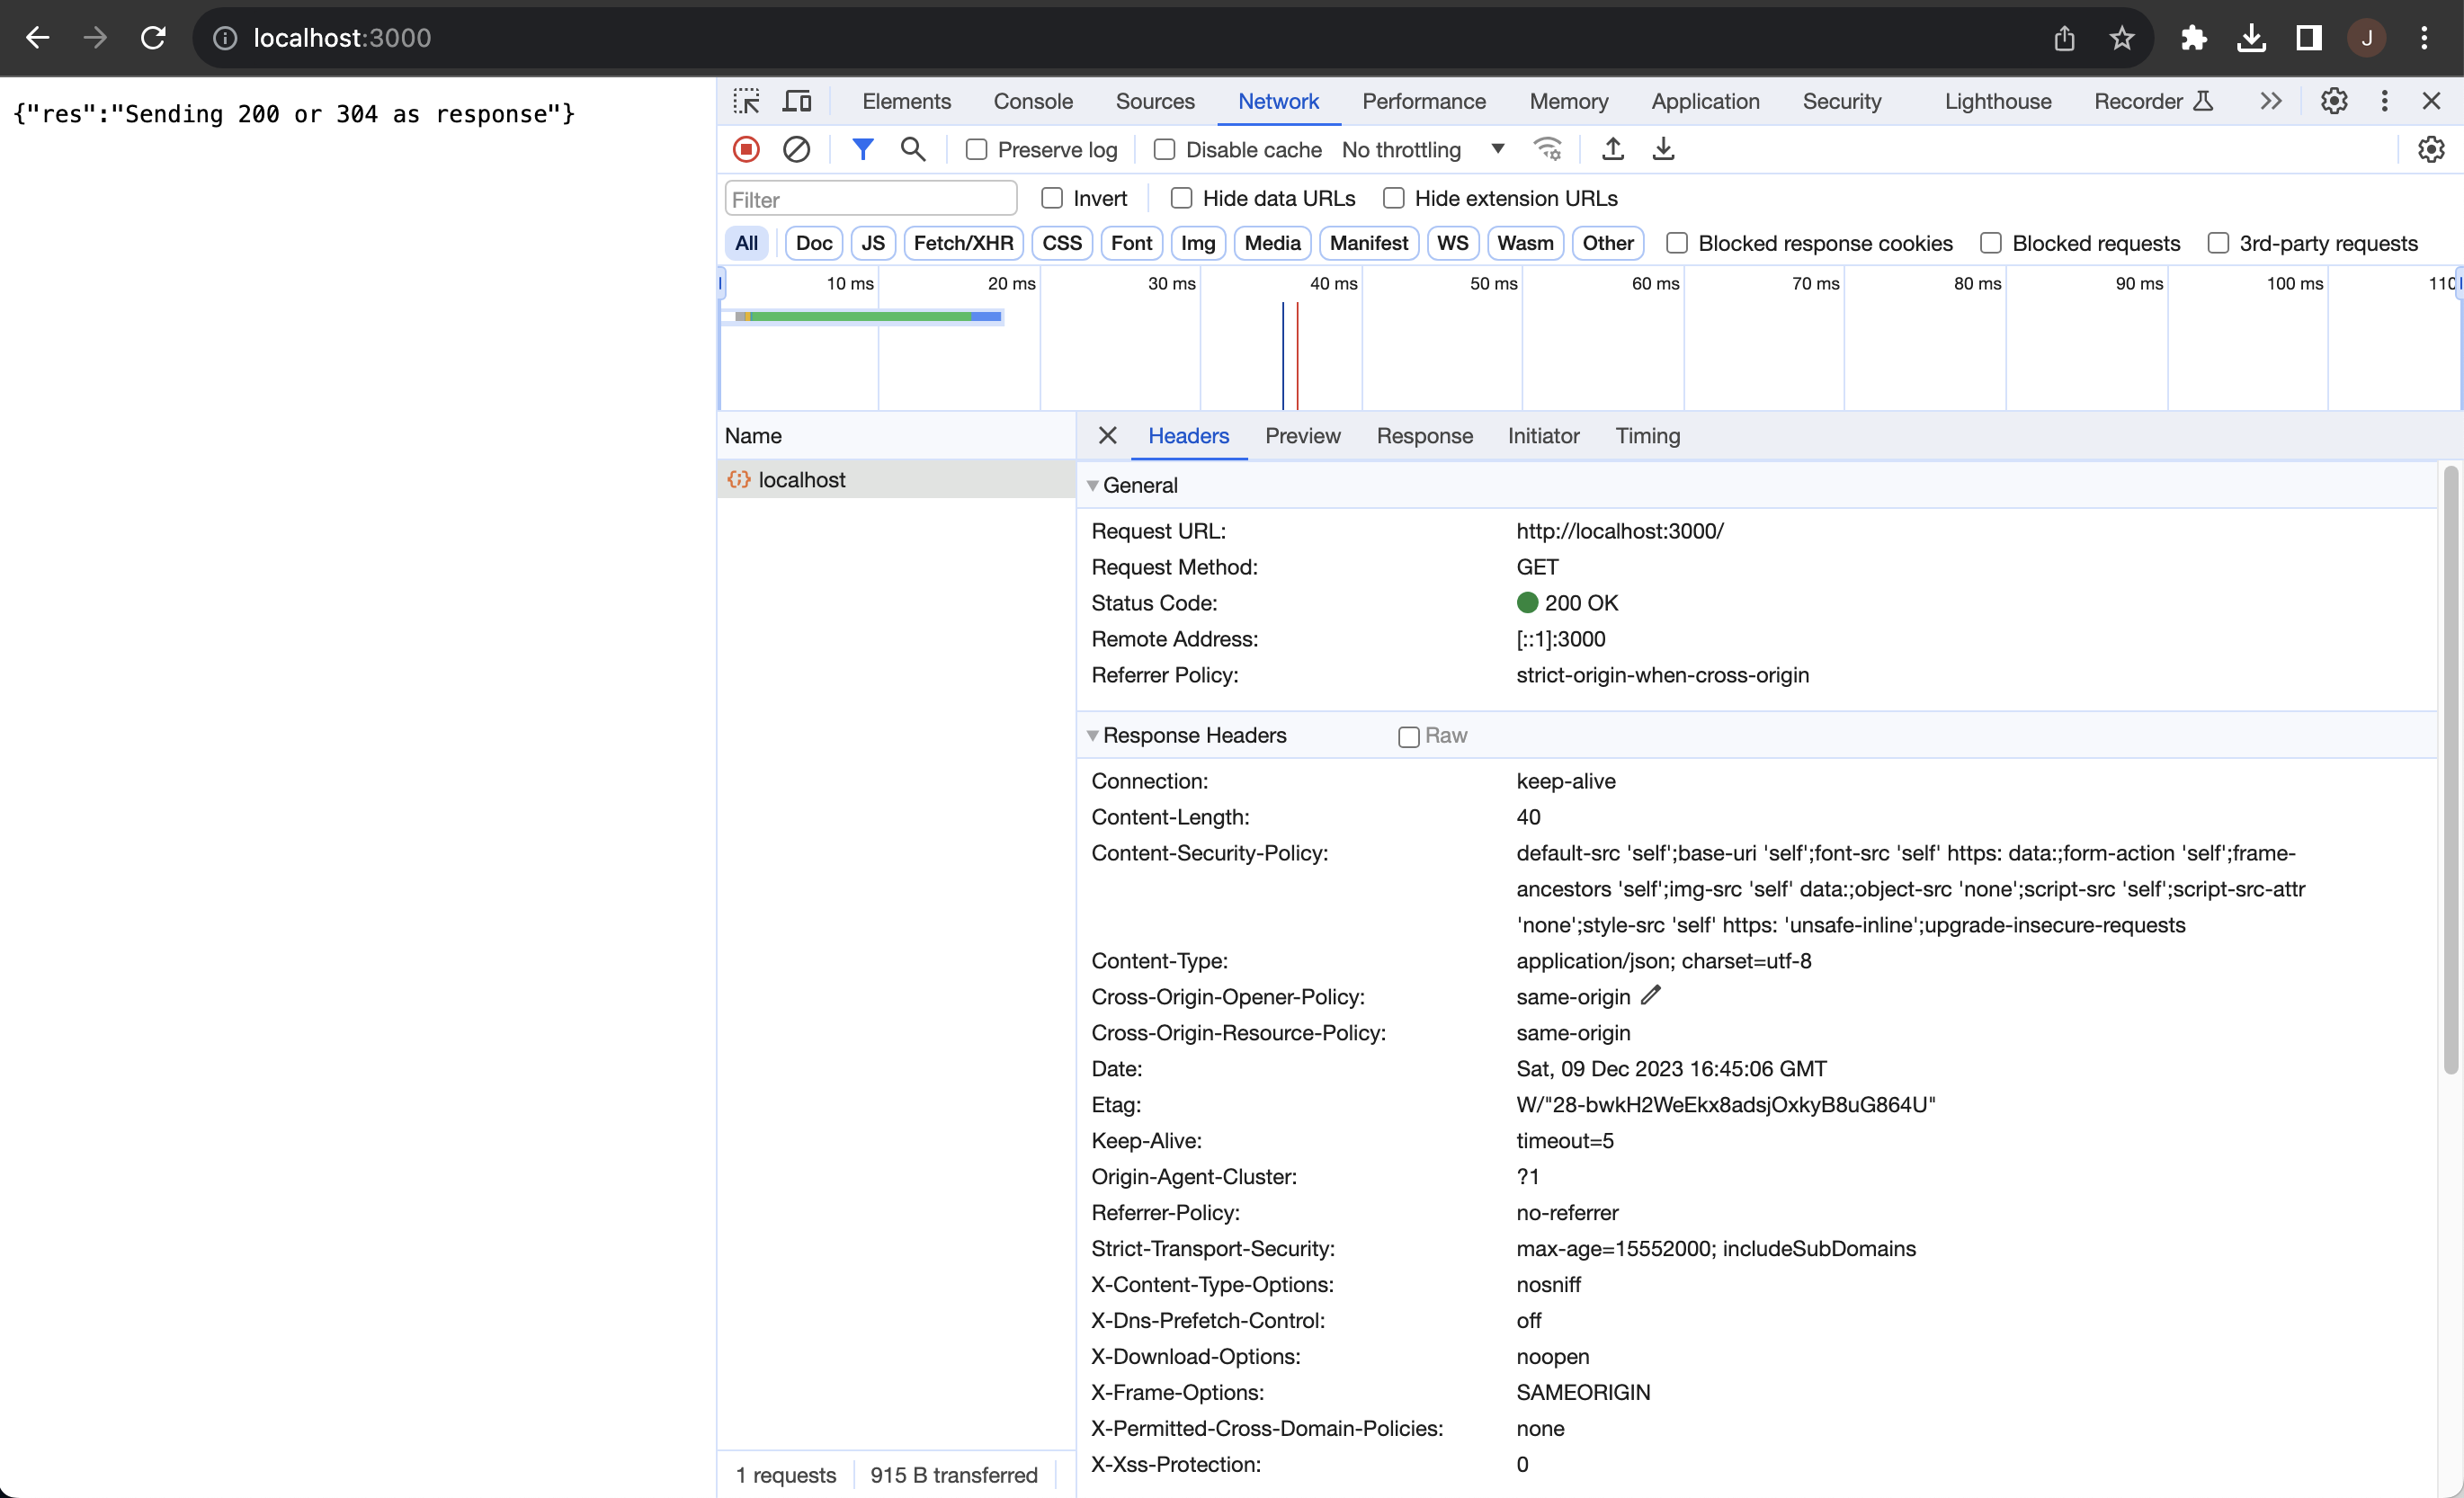 localhost:3000
J
{"res":"Sending 200 or 304 as response"}
Elements Console Sources Network Performance Memory Application Security Lighthouse Recorder
Preserve log Disable cache No throttling
Filter Invert Hide data URLs Hide extension URLs
All Doc JS Fetch/XHR CSS Font Img Media Manifest WS Wasm Other Blocked response cookies Blocked requests 3rd-party requests
10 ms 20 ms 30 ms 40 ms 50 ms 60 ms 70 ms 80 ms 90 ms 100 ms 110
Name
localhost
Headers Preview Response Initiator Timing
General
Request URL: http://localhost:3000/
Request Method: GET
Status Code: 200 OK
Remote Address: [::1]:3000
Referrer Policy: strict-origin-when-cross-origin
Response Headers Raw
Connection: keep-alive
Content-Length: 40
Content-Security-Policy: default-src 'self';base-uri 'self';font-src 'self' https: data:;form-action 'self';frame-
ancestors 'self';img-src 'self' data:;object-src 'none';script-src 'self';script-src-attr
'none';style-src 'self' https: 'unsafe-inline';upgrade-insecure-requests
Content-Type: application/json; charset=utf-8
Cross-Origin-Opener-Policy: same-origin
Cross-Origin-Resource-Policy: same-origin
Date: Sat, 09 Dec 2023 16:45:06 GMT
Etag: W/"28-bwkH2WeEkx8adsjOxkyB8uG864U"
Keep-Alive: timeout=5
Origin-Agent-Cluster: ?1
Referrer-Policy: no-referrer
Strict-Transport-Security: max-age=15552000; includeSubDomains
X-Content-Type-Options: nosniff
X-Dns-Prefetch-Control: off
X-Download-Options: noopen
X-Frame-Options: SAMEORIGIN
X-Permitted-Cross-Domain-Policies: none
X-Xss-Protection: 0
1 requests 915 B transferred